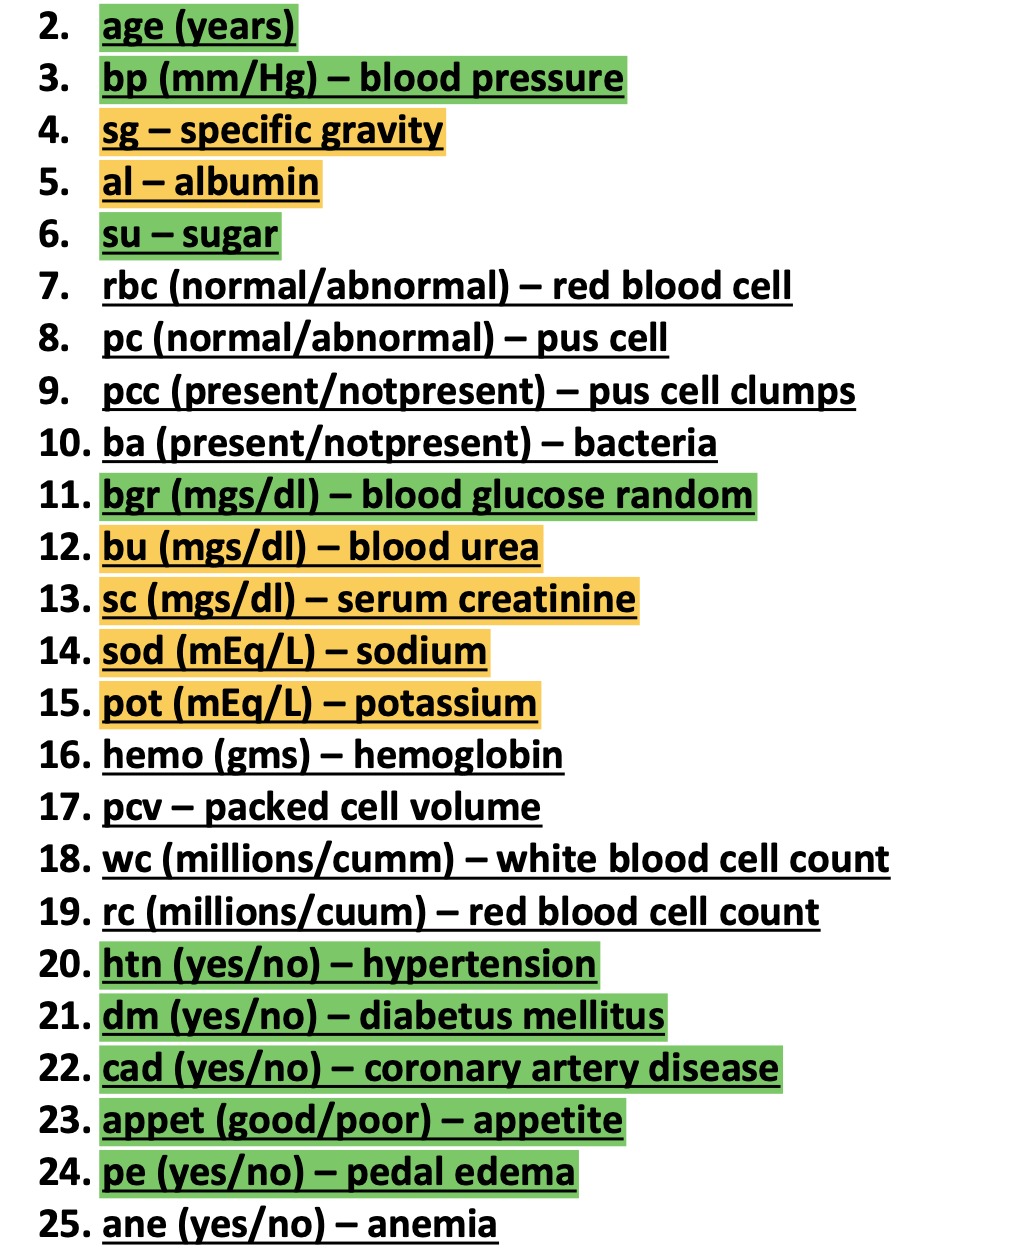 2. age (years)
3. bp (mm/Hg) – blood pressure
4. sg – specific gravity
5. al – albumin
6. su – sugar
7. rbc (normal/abnormal) – red blood cell
8. pc (normal/abnormal) – pus cell
9. pcc (present/notpresent) – pus cell clumps
10. ba (present/notpresent) – bacteria
11. bgr (mgs/dl) – blood glucose random
12. bu (mgs/dl) – blood urea
13. sc (mgs/dl) – serum creatinine
14. sod (mEq/L) – sodium
15. pot (mEq/L) – potassium
16. hemo (gms) – hemoglobin
17. pcv – packed cell volume
18. wc (millions/cumm) – white blood cell count
19. rc (millions/cuum) – red blood cell count
20. htn (yes/no) – hypertension
21. dm (yes/no) – diabetus mellitus
22. cad (yes/no) – coronary artery disease
23. appet (good/poor) – appetite
24. pe (yes/no) – pedal edema
25. ane (yes/no) – anemia